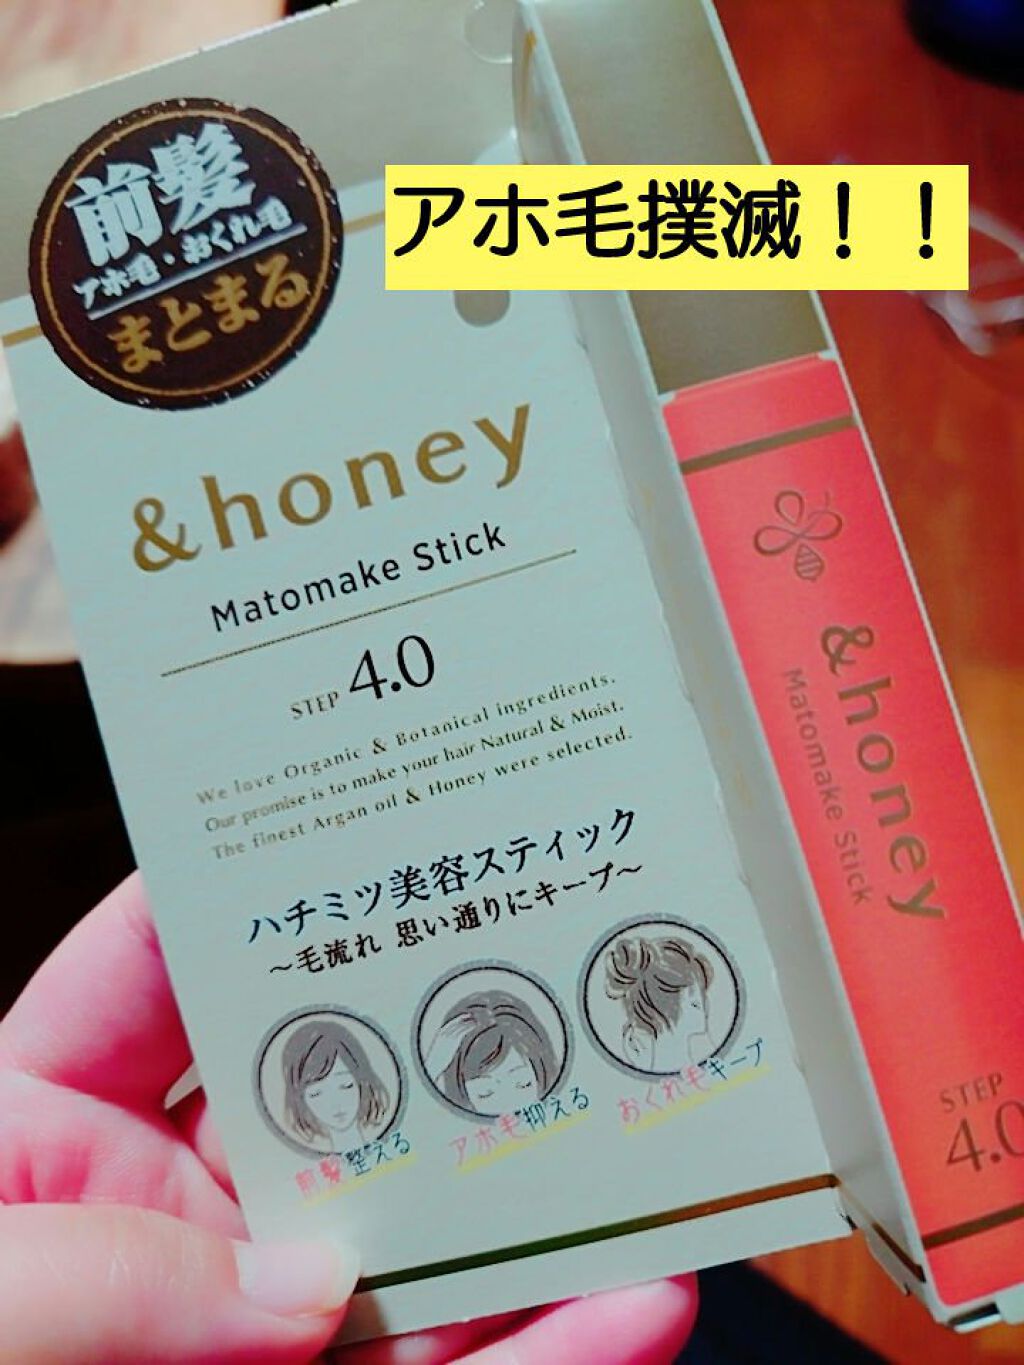 アホ毛撲滅！！
前髪
アホ毛・おくれ毛
まとまる
&honey
Matomake Stick
STEP 4.0
We love Organic & Botanical ingredients.
Our promise is to make your hair Natural & Moist.
The finest Argan oil & Honey were selected.
ハチミツ美容スティック
～毛流れ 思い通りにキープ～
前髪整える
アホ毛抑える
おくれ毛キープ
&honey
Matomake Stick
STEP
4.0